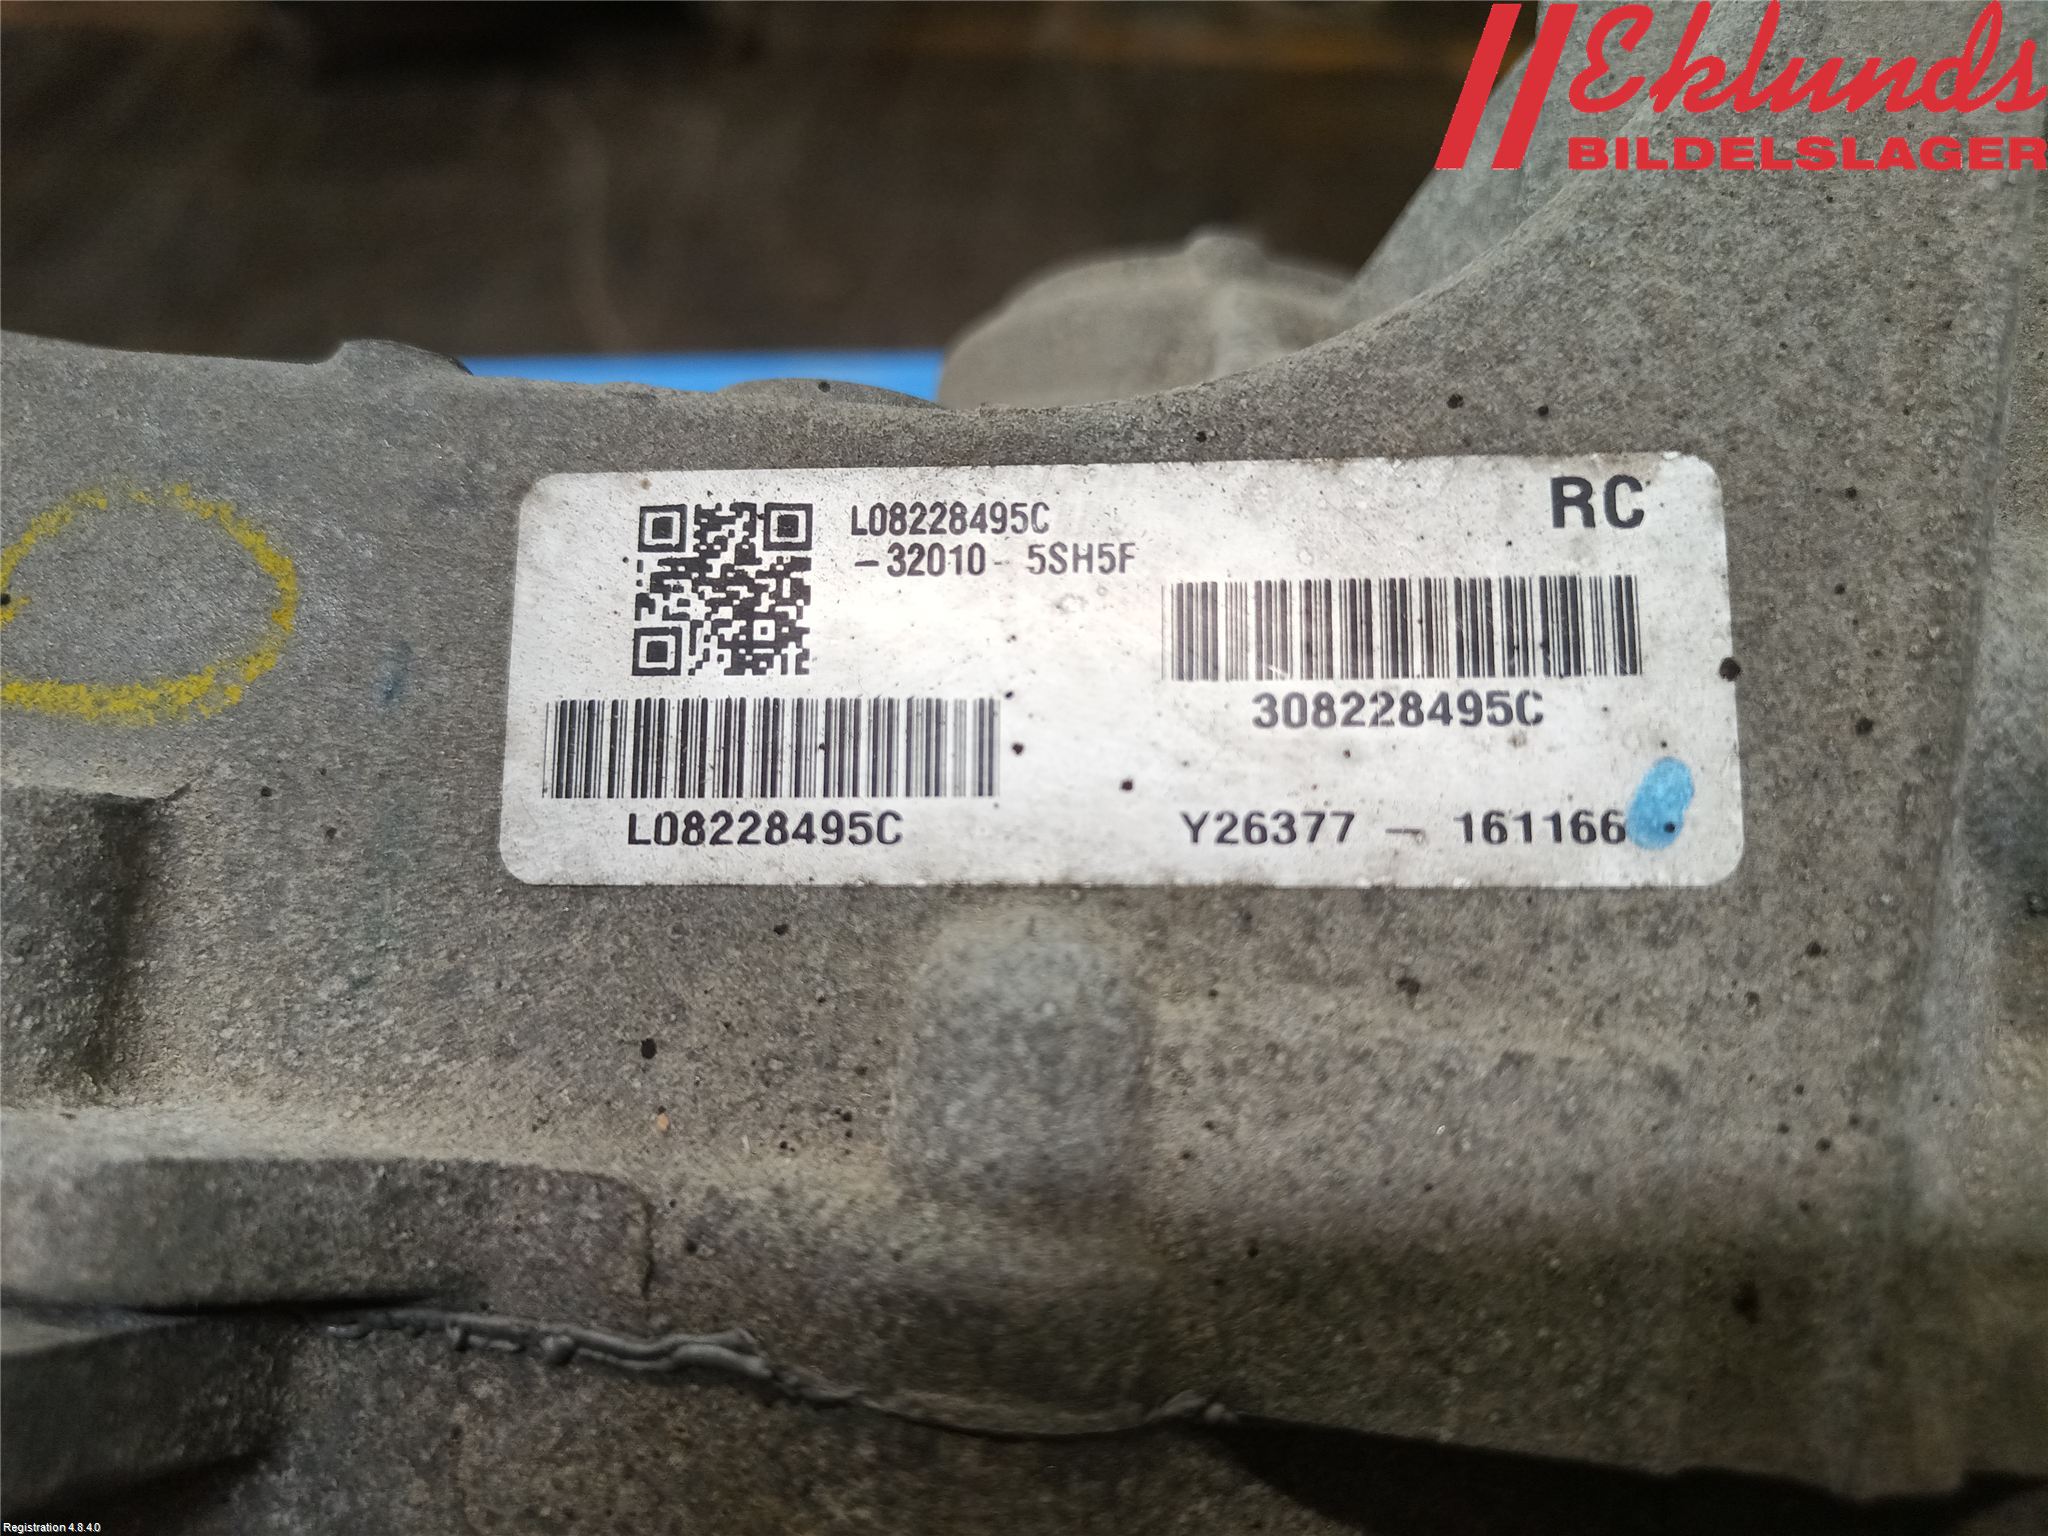 Eklunds
BILDELSLAGER
RC
L08228495C
-32010- 5SH5F
308228495C
L08228495C
Y26377 - 161166
Registration 4.8.4.0